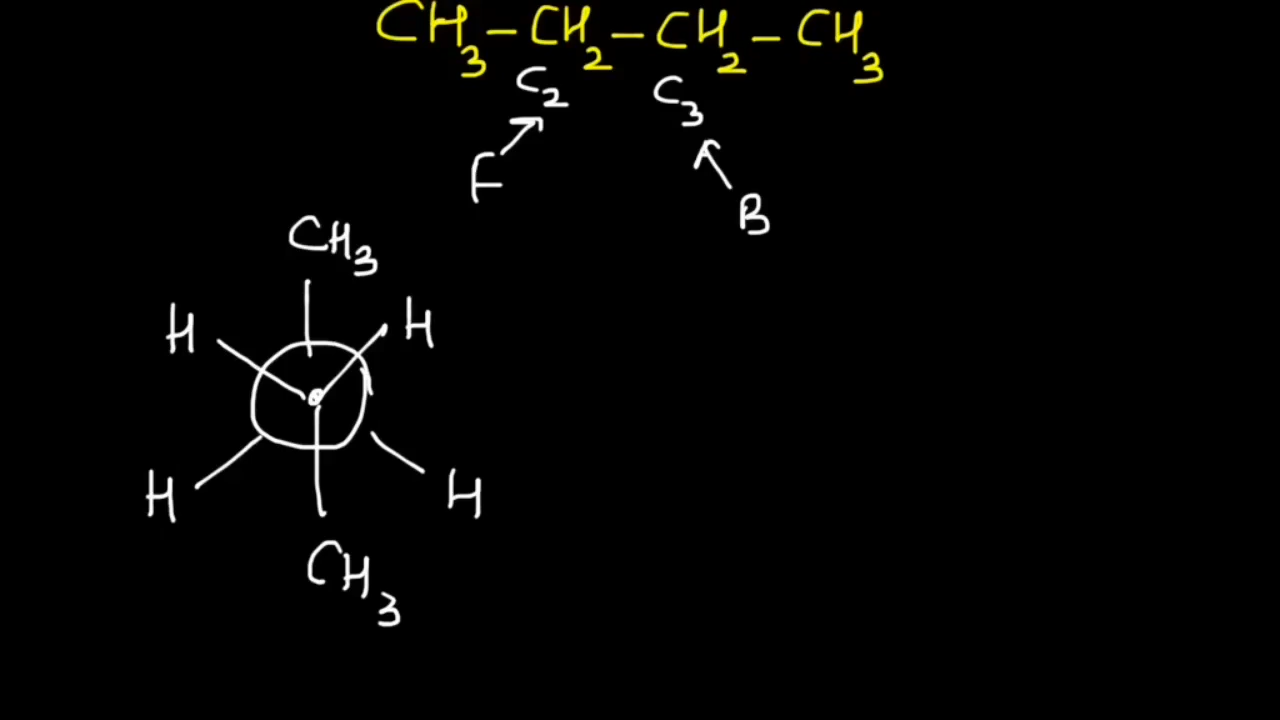 CH₃-CH₂-CH₂-CH₃
C₂ C₃
F B
CH₃
H H
H H
CH₃